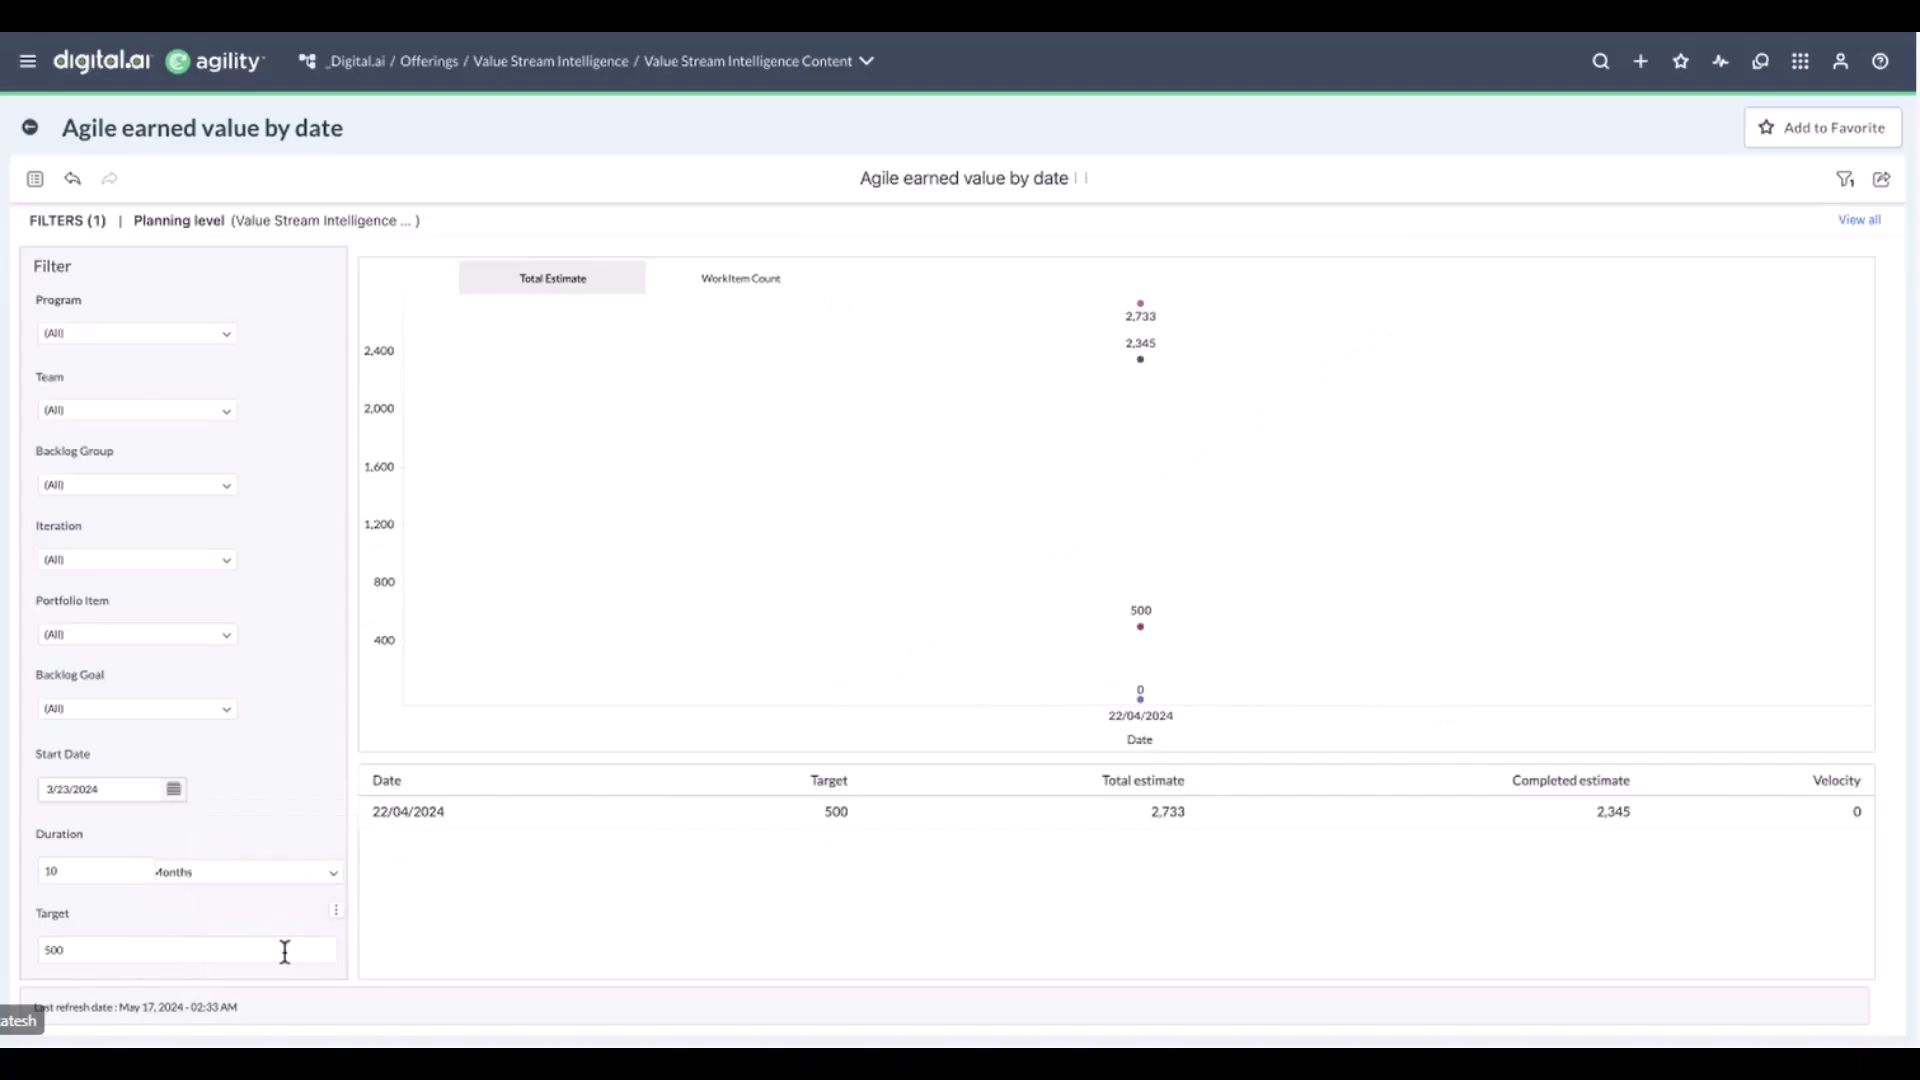 digital.ai agility
_Digital.ai / Offerings / Value Stream Intelligence / Value Stream Intelligence Content
Agile earned value by date
Add to Favorite
Agile earned value by date
FILTERS (1) | Planning level (Value Stream Intelligence ... )
View all
Filter
Program
(All)
Team
(All)
Backlog Group
(All)
Iteration
(All)
Portfolio Item
(All)
Backlog Goal
(All)
Start Date
3/23/2024
Duration
10
Months
Target
500
Total Estimate
WorkItem Count
2,733
2,345
2,400
2,000
1,600
1,200
800
500
400
0
22/04/2024
Date
Date Target Total estimate Completed estimate Velocity
22/04/2024 500 2,733 2,345 0
Last refresh date : May 17, 2024 - 02:33 AM
atesh